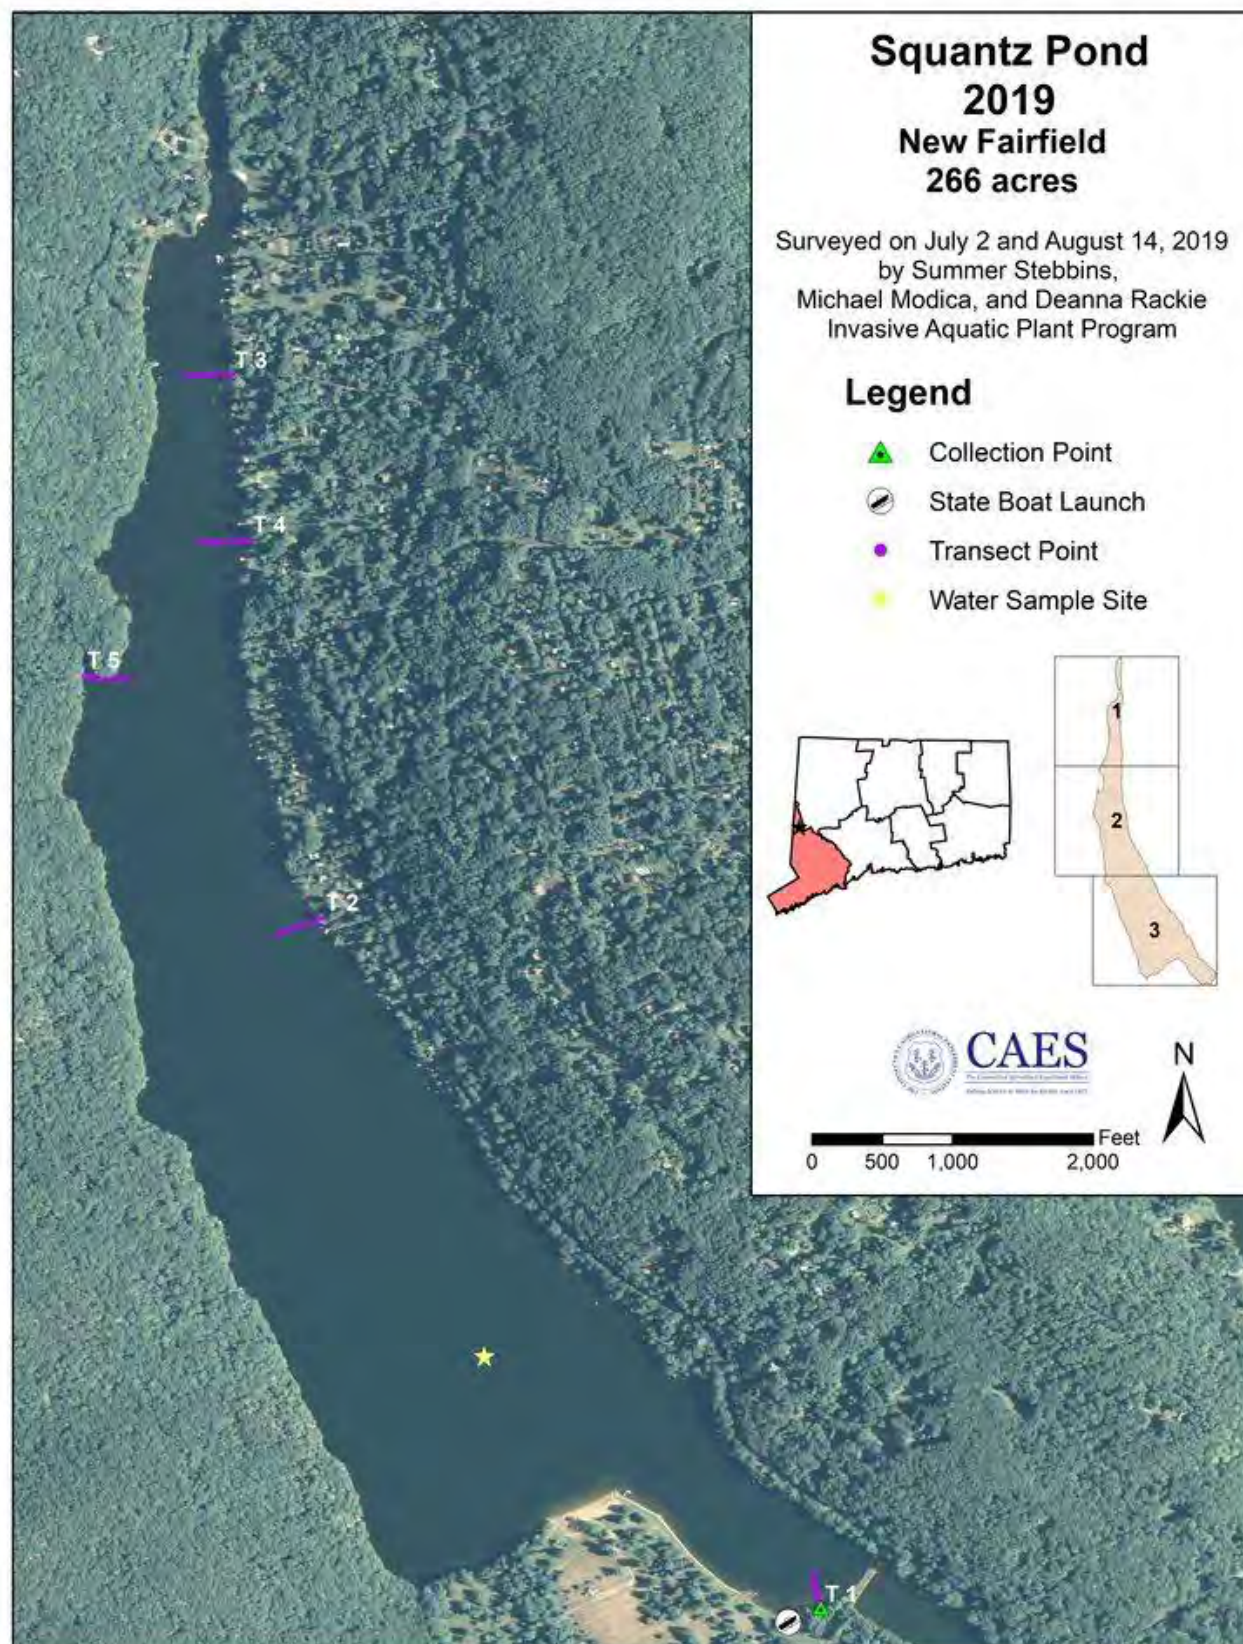 Squantz Pond
2019
New Fairfield
266 acres
Surveyed on July 2 and August 14, 2019
by Summer Stebbins,
Michael Modica, and Deanna Rackie
Invasive Aquatic Plant Program
Legend
Collection Point
State Boat Launch
Transect Point
Water Sample Site
1
2
3
CAES
N
Feet
0 500 1,000 2,000
T 3
T 4
T 5
T 2
T 1